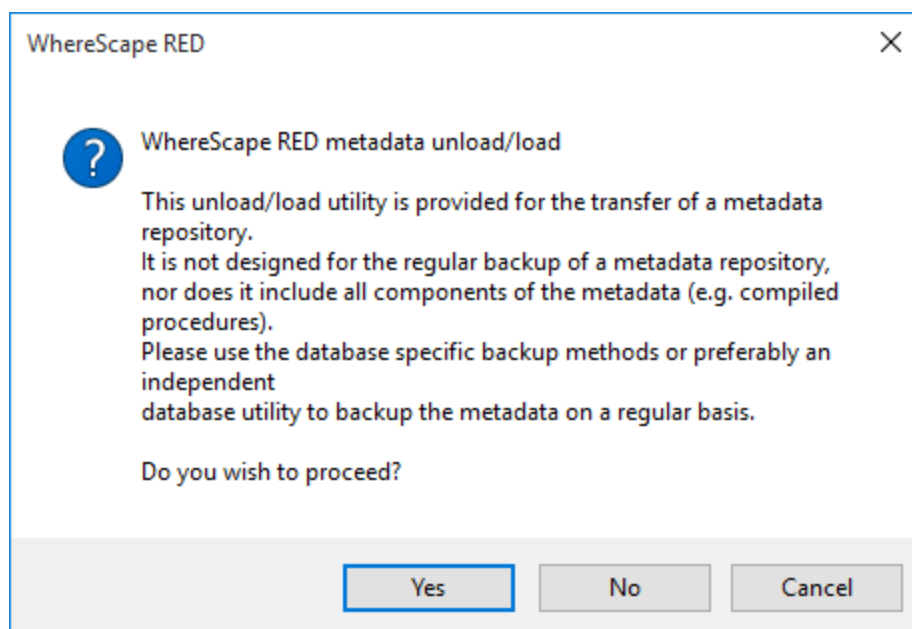 WhereScape RED
WhereScape RED metadata unload/load
This unload/load utility is provided for the transfer of a metadata
repository.
It is not designed for the regular backup of a metadata repository,
nor does it include all components of the metadata (e.g. compiled
procedures).
Please use the database specific backup methods or preferably an
independent
database utility to backup the metadata on a regular basis.
Do you wish to proceed?
Yes
No
Cancel